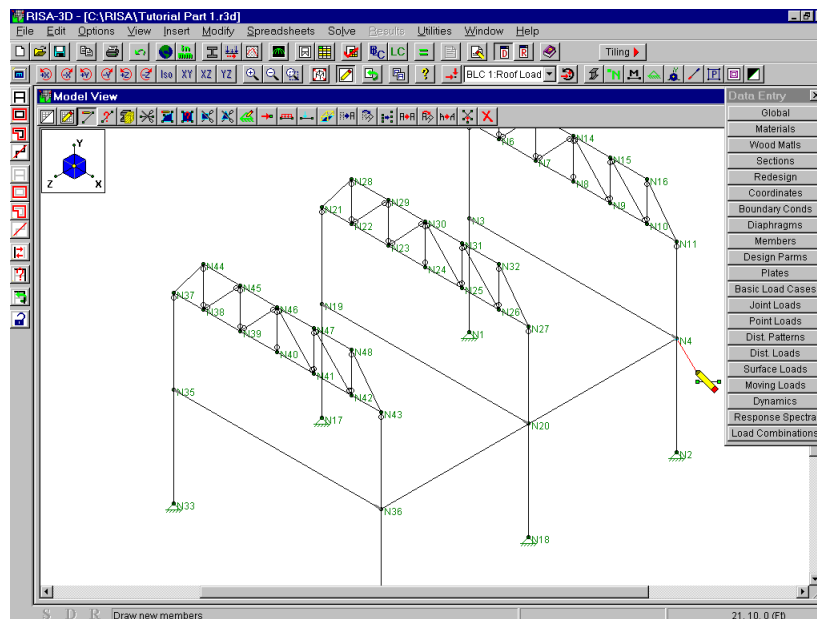 RISA-3D - [C:\RISA\Tutorial Part 1.r3d]
File Edit Options View Insert Modify Spreadsheets Solve Results Utilities Window Help
BC LC = D R Tiling
Iso XY XZ YZ ? BLC 1:Roof Load
Model View
Data Entry
Global
Materials
Wood Matls
Sections
Redesign
Coordinates
Boundary Conds
Diaphragms
Members
Design Parms
Plates
Basic Load Cases
Joint Loads
Point Loads
Dist. Patterns
Dist. Loads
Surface Loads
Moving Loads
Dynamics
Response Spectra
Load Combinations
Y
Z X
N6 N14
N7 N15
N8 N16
N9
N10
N11
N28
N21 N29
N22 N30
N23 N31
N24 N32
N25
N26
N27
N3
N44
N37 N45
N38 N46
N39 N47
N40 N48
N41
N42
N43
N19
N1
N4
N35
N17
N20
N2
N33
N36
N18
S D R Draw new members 21, 10, 0 (Ft)